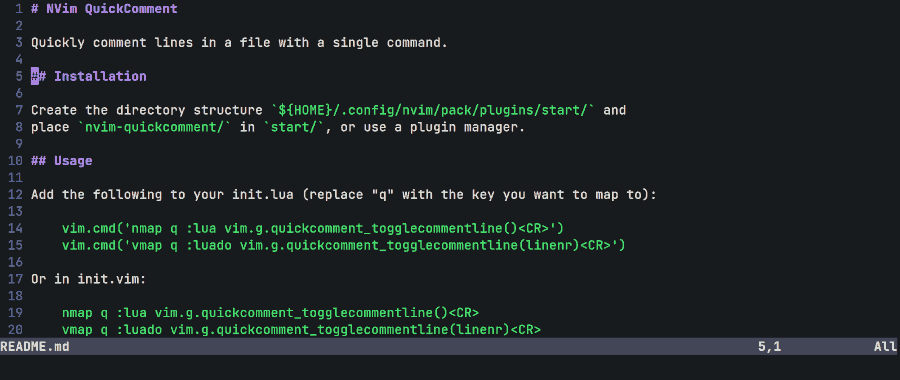 1 # NVim QuickComment
2
3 Quickly comment lines in a file with a single command.
4
5 ## Installation
6
7 Create the directory structure `${HOME}/.config/nvim/pack/plugins/start/` and
8 place `nvim-quickcomment/` in `start/`, or use a plugin manager.
9
10 ## Usage
11
12 Add the following to your init.lua (replace "q" with the key you want to map to):
13
14     vim.cmd('nmap q :lua vim.g.quickcomment_togglecommentline()<CR>')
15     vim.cmd('vmap q :luado vim.g.quickcomment_togglecommentline(linenr)<CR>')
16
17 Or in init.vim:
18
19     nmap q :lua vim.g.quickcomment_togglecommentline()<CR>
20     vmap q :luado vim.g.quickcomment_togglecommentline(linenr)<CR>
README.md 5,1 All